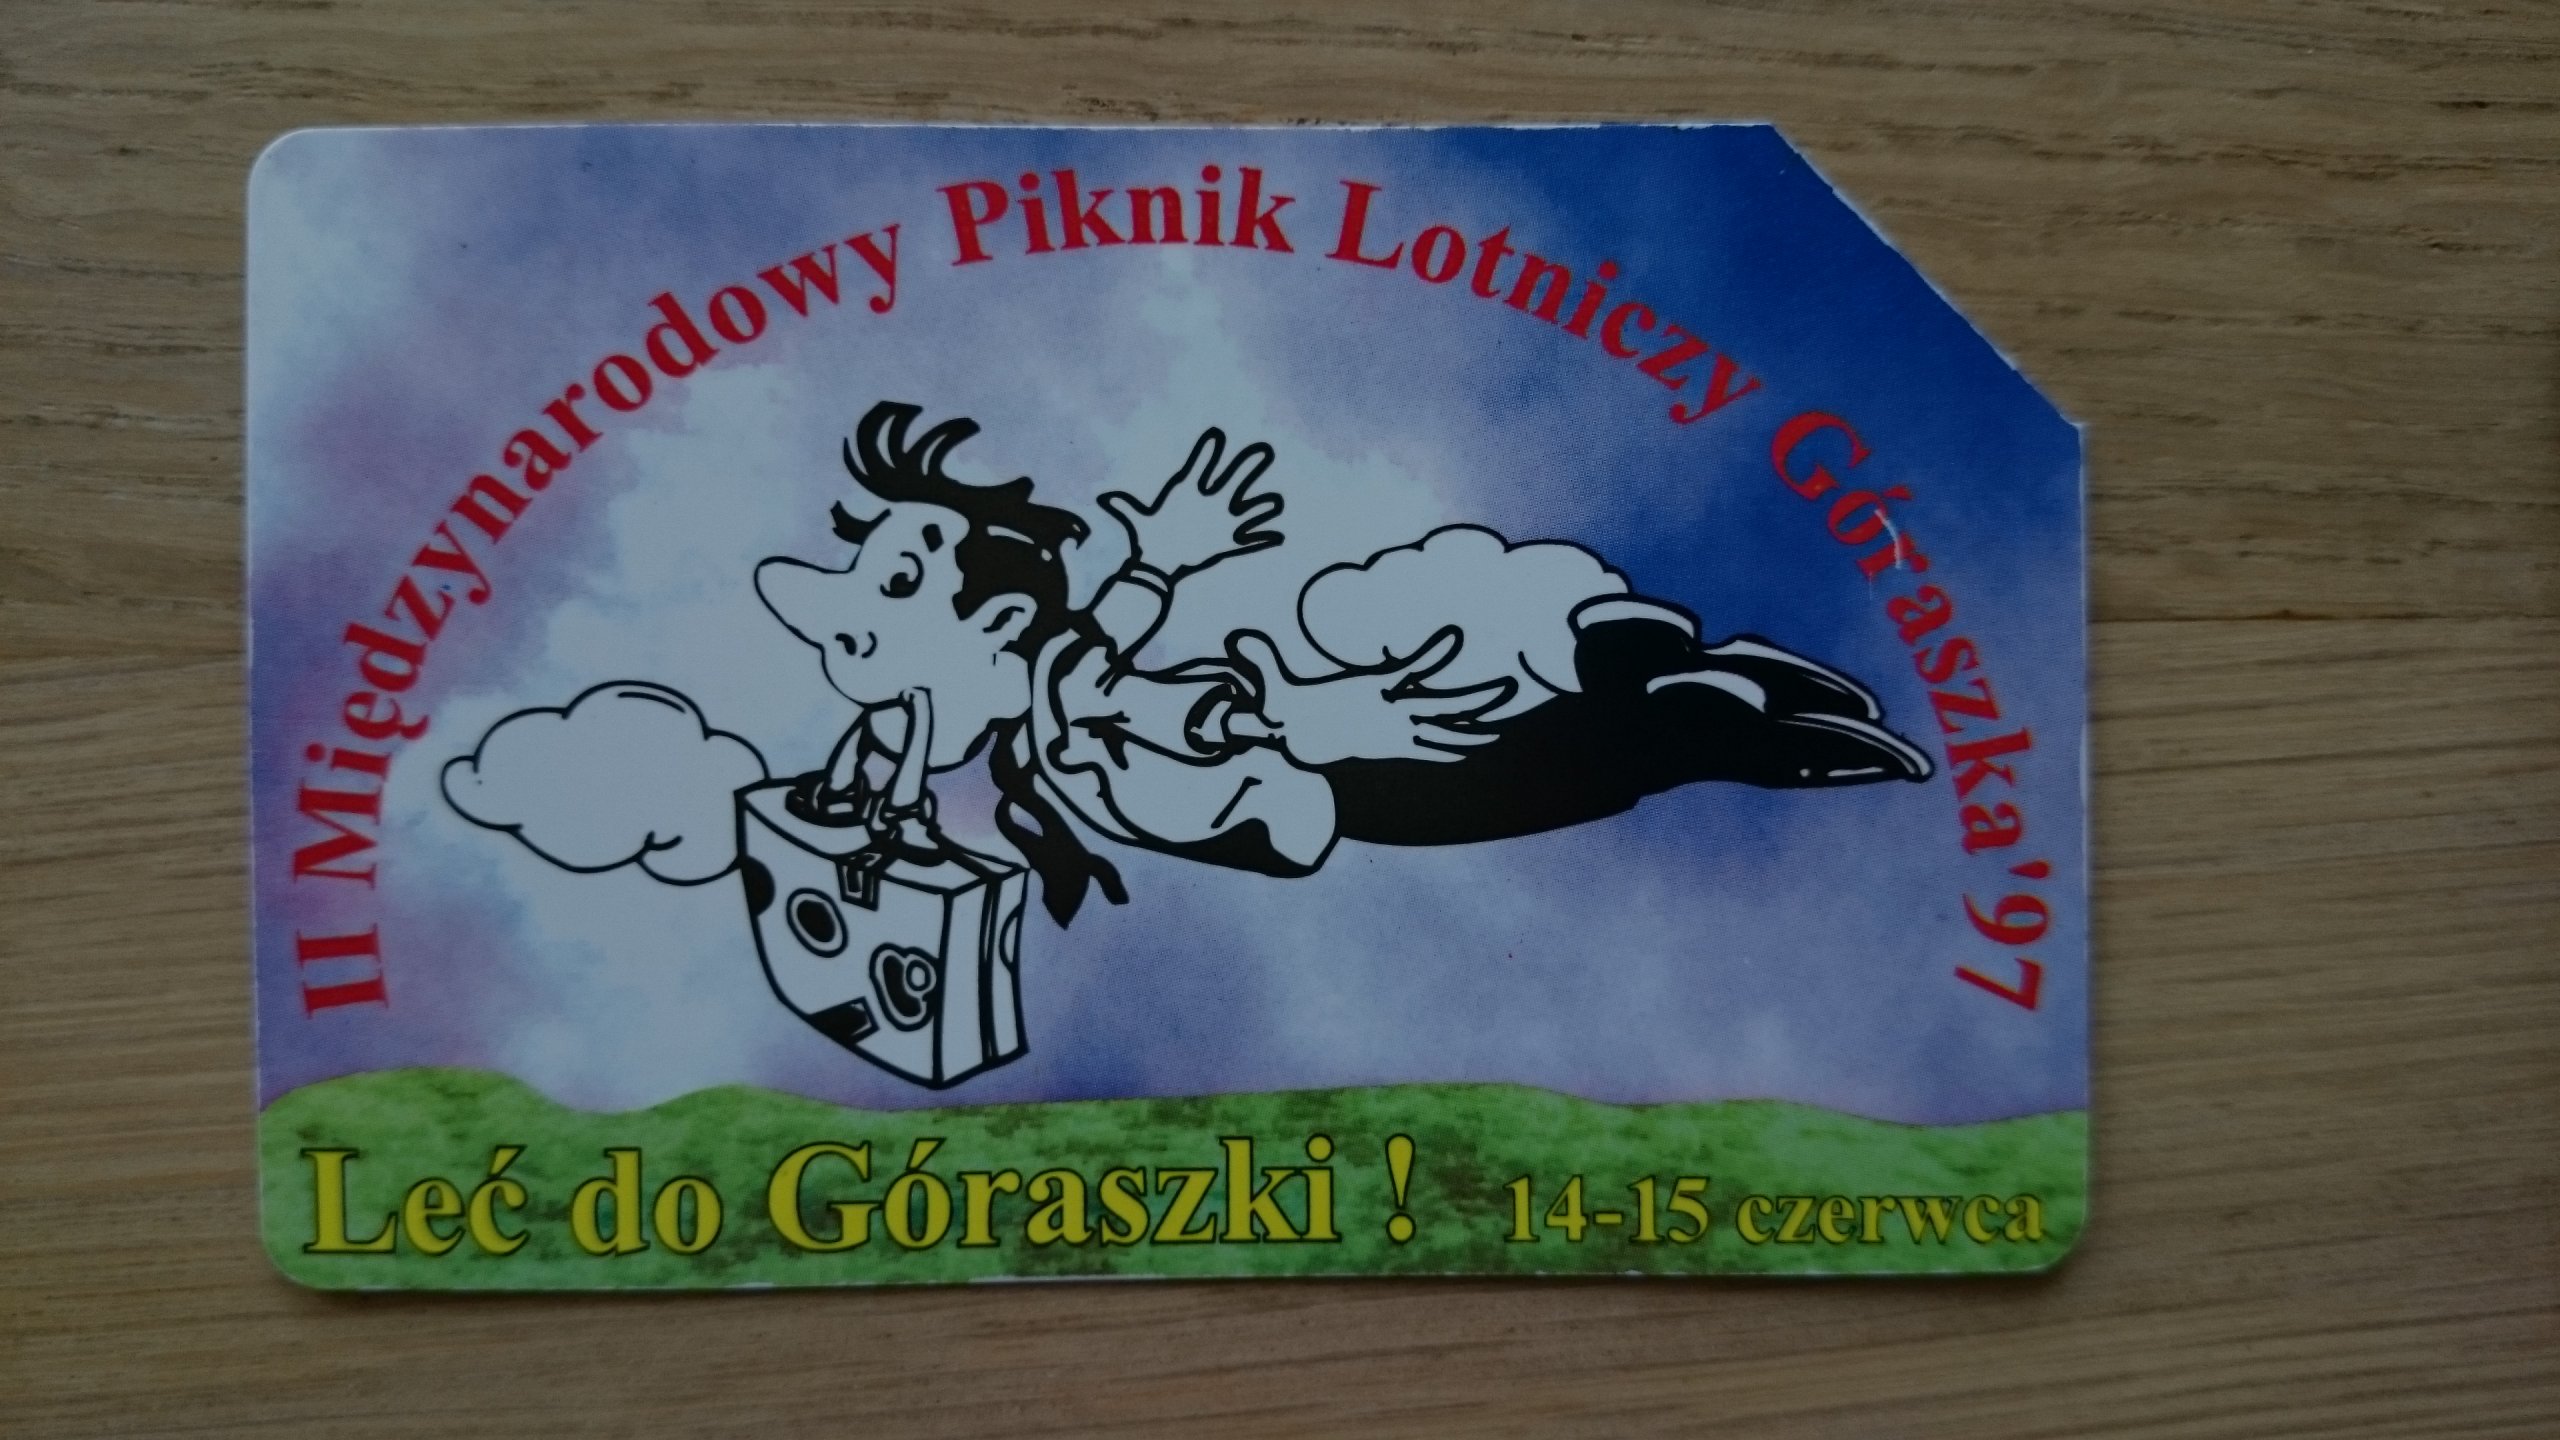 II Międzynarodowy Piknik Lotniczy Góraszka'97
Leć do Góraszki ! 14-15 czerwca